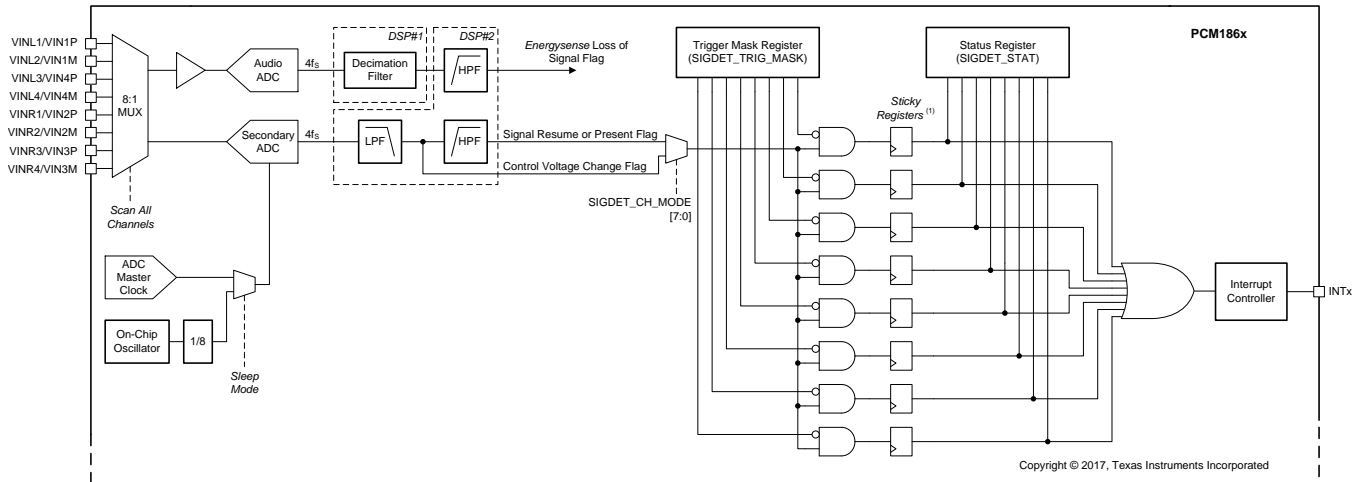 PCM186x
VINL1/VIN1P
VINL2/VIN1M
VINL3/VIN4P
VINL4/VIN4M
VINR1/VIN2P
VINR2/VIN2M
VINR3/VIN3P
VINR4/VIN3M
8:1
MUX
Scan All
Channels
Audio
ADC
4fS
DSP#1
Decimation
Filter
DSP#2
HPF
Energysense Loss of
Signal Flag
Secondary
ADC
4fS
LPF
HPF
Signal Resume or Present Flag
Control Voltage Change Flag
SIGDET_CH_MODE
[7:0]
ADC
Master
Clock
On-Chip
Oscillator
1/8
Sleep
Mode
Trigger Mask Register
(SIGDET_TRIG_MASK)
Sticky
Registers (1)
Status Register
(SIGDET_STAT)
Interrupt
Controller
INTx
Copyright © 2017, Texas Instruments Incorporated